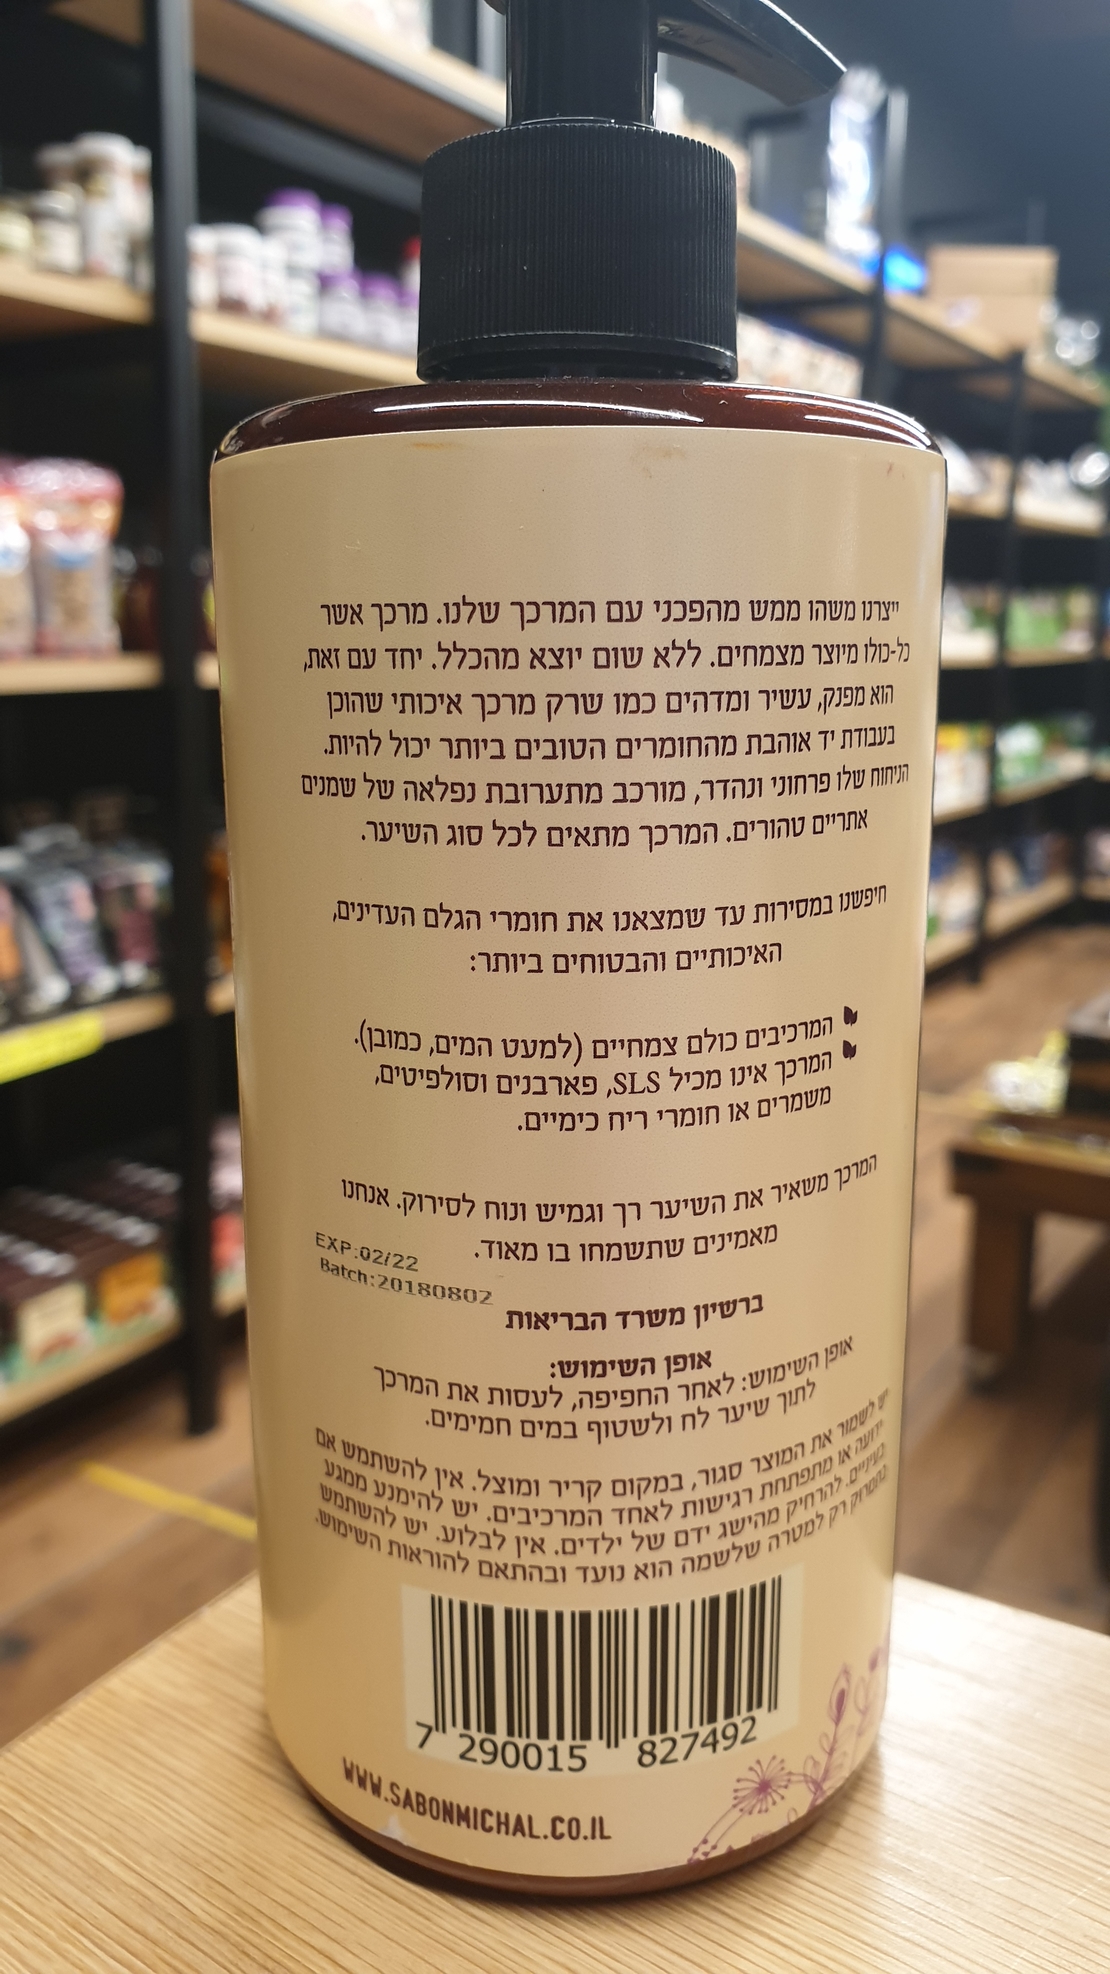 ייצרנו משהו ממש מהפכני עם המרכך שלנו. מרכך אשר
כל-כולו מיוצר מצמחים. ללא שום יוצא מהכלל. יחד עם זאת,
הוא מפנק, עשיר ומדהים כמו שרק מרכך איכותי שהוכן
בעבודת יד אוהבת מהחומרים הטובים ביותר יכול להיות.
הניחוח שלו פרחוני ונהדר, מורכב מתערובת נפלאה של שמנים
אתריים טהורים. המרכך מתאים לכל סוג השיער.
חיפשנו במסירות עד שמצאנו את חומרי הגלם העדינים,
האיכותיים והבטוחים ביותר:
המרכיבים כולם צמחיים (למעט המים, כמובן).
המרכך אינו מכיל SLS, פארבנים וסולפיטים,
משמרים או חומרי ריח כימיים.
המרכך משאיר את השיער רך וגמיש ונוח לסירוק. אנחנו
מאמינים שתשמחו בו מאוד.
EXP:02/22
Batch:20180802
ברשיון משרד הבריאות
אופן השימוש:
אופן השימוש: לאחר החפיפה, לעסות את המרכך
לתוך שיער לח ולשטוף במים חמימים.
יש לשמור את המוצר סגור, במקום קריר ומוצל. אין להשתמש אם
ידועה או מתפתחת רגישות לאחד המרכיבים. יש להימנע ממגע
בעיניים. להרחיק מהישג ידם של ילדים. אין לבלוע. יש להשתמש
בתמרוק רק למטרה שלשמה הוא נועד ובהתאם להוראות השימוש.
7 290015 827492
WWW.SABONMICHAL.CO.IL